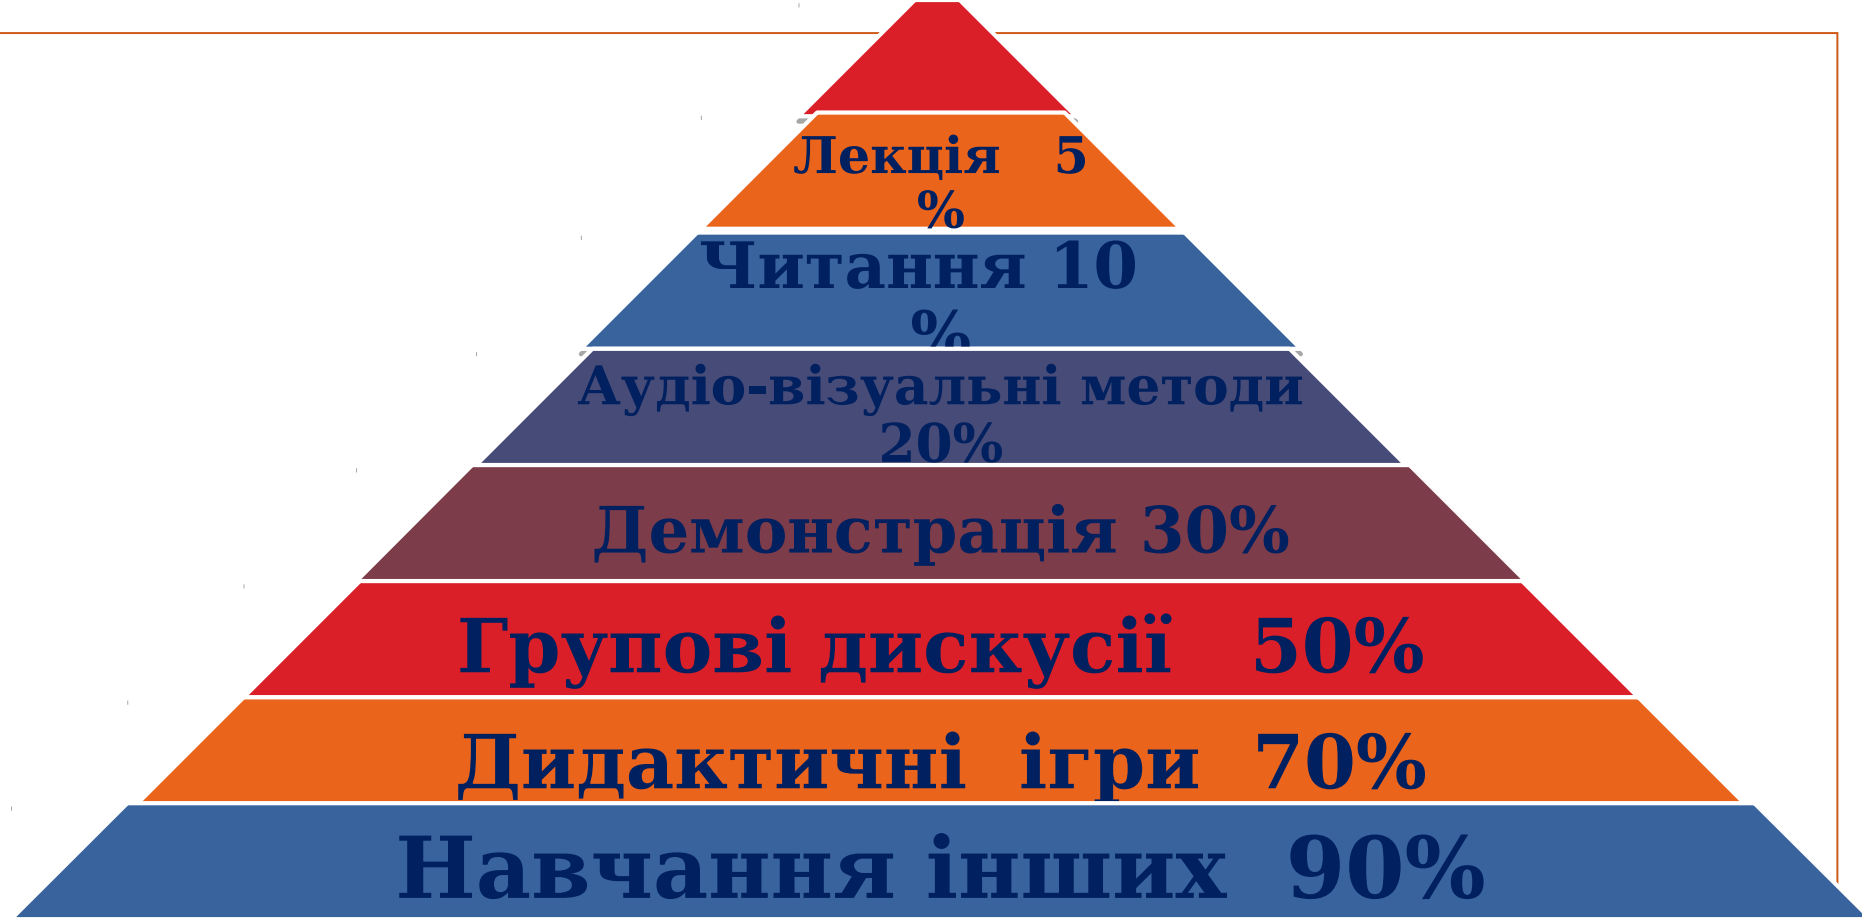 Лекція 5
%
Читання 10
%
Аудіо-візуальні методи
20%
Демонстрація 30%
Групові дискусії 50%
Дидактичні ігри 70%
Навчання інших 90%